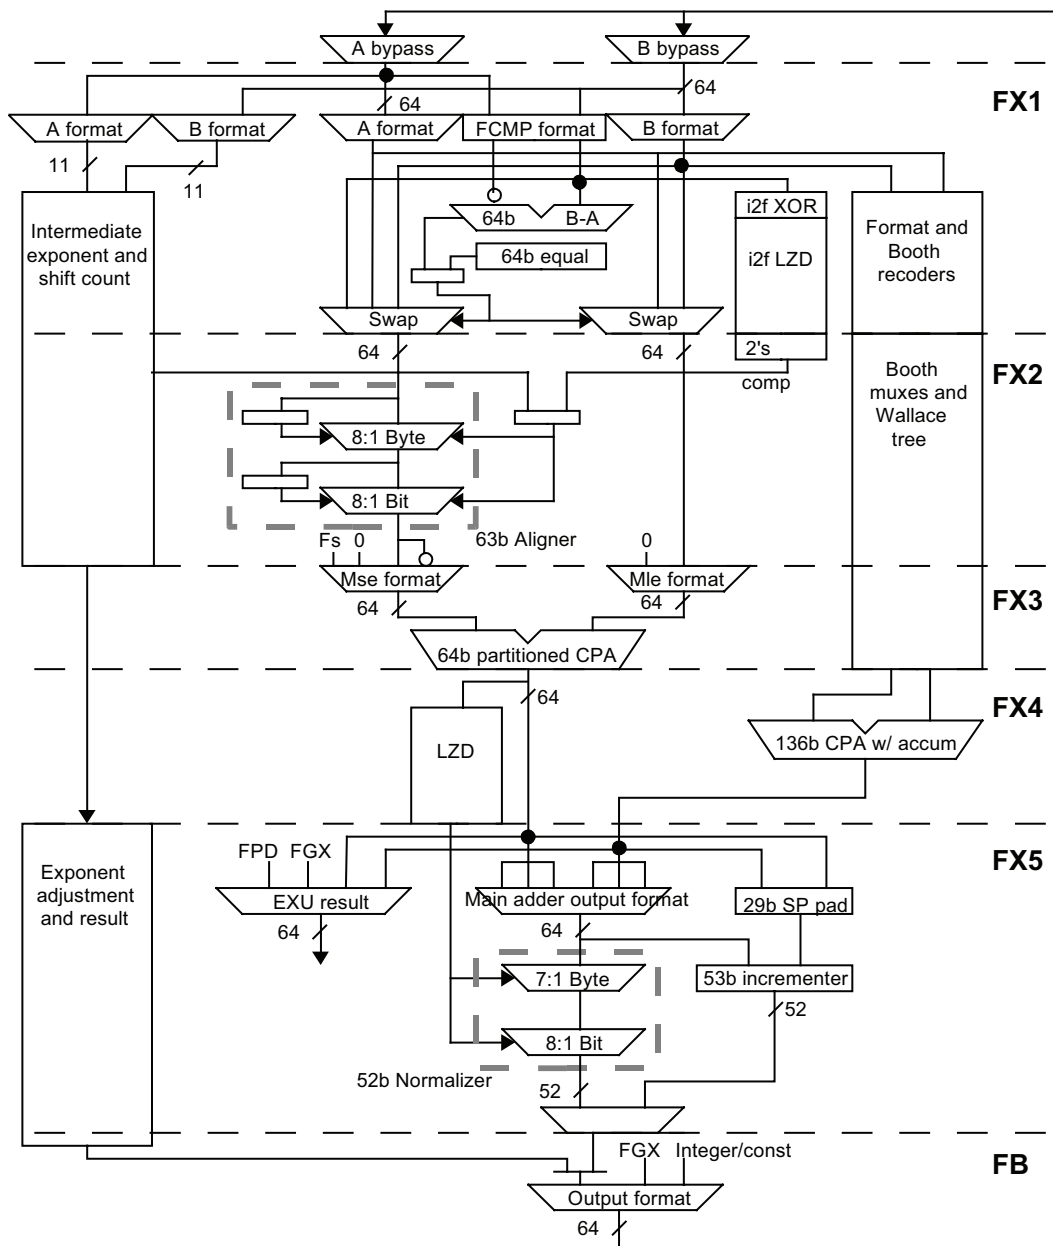 A bypass
B bypass
FX1
64
64
A format
B format
A format
FCMP format
B format
11
11
Intermediate
exponent and
shift count
64b
B-A
i2f XOR
Format and
Booth
recoders
64b equal
i2f LZD
Swap
Swap
64
64
2's
comp
FX2
Booth
muxes and
Wallace
tree
8:1 Byte
8:1 Bit
63b Aligner
Fs
0
0
Mse format
Mle format
64
64
FX3
64b partitioned CPA
64
FX4
LZD
136b CPA w/ accum
FX5
FPD
FGX
Exponent
adjustment
and result
EXU result
Main adder output format
29b SP pad
64
64
7:1 Byte
53b incrementer
52
8:1 Bit
52b Normalizer
52
FGX
Integer/const
FB
Output format
64